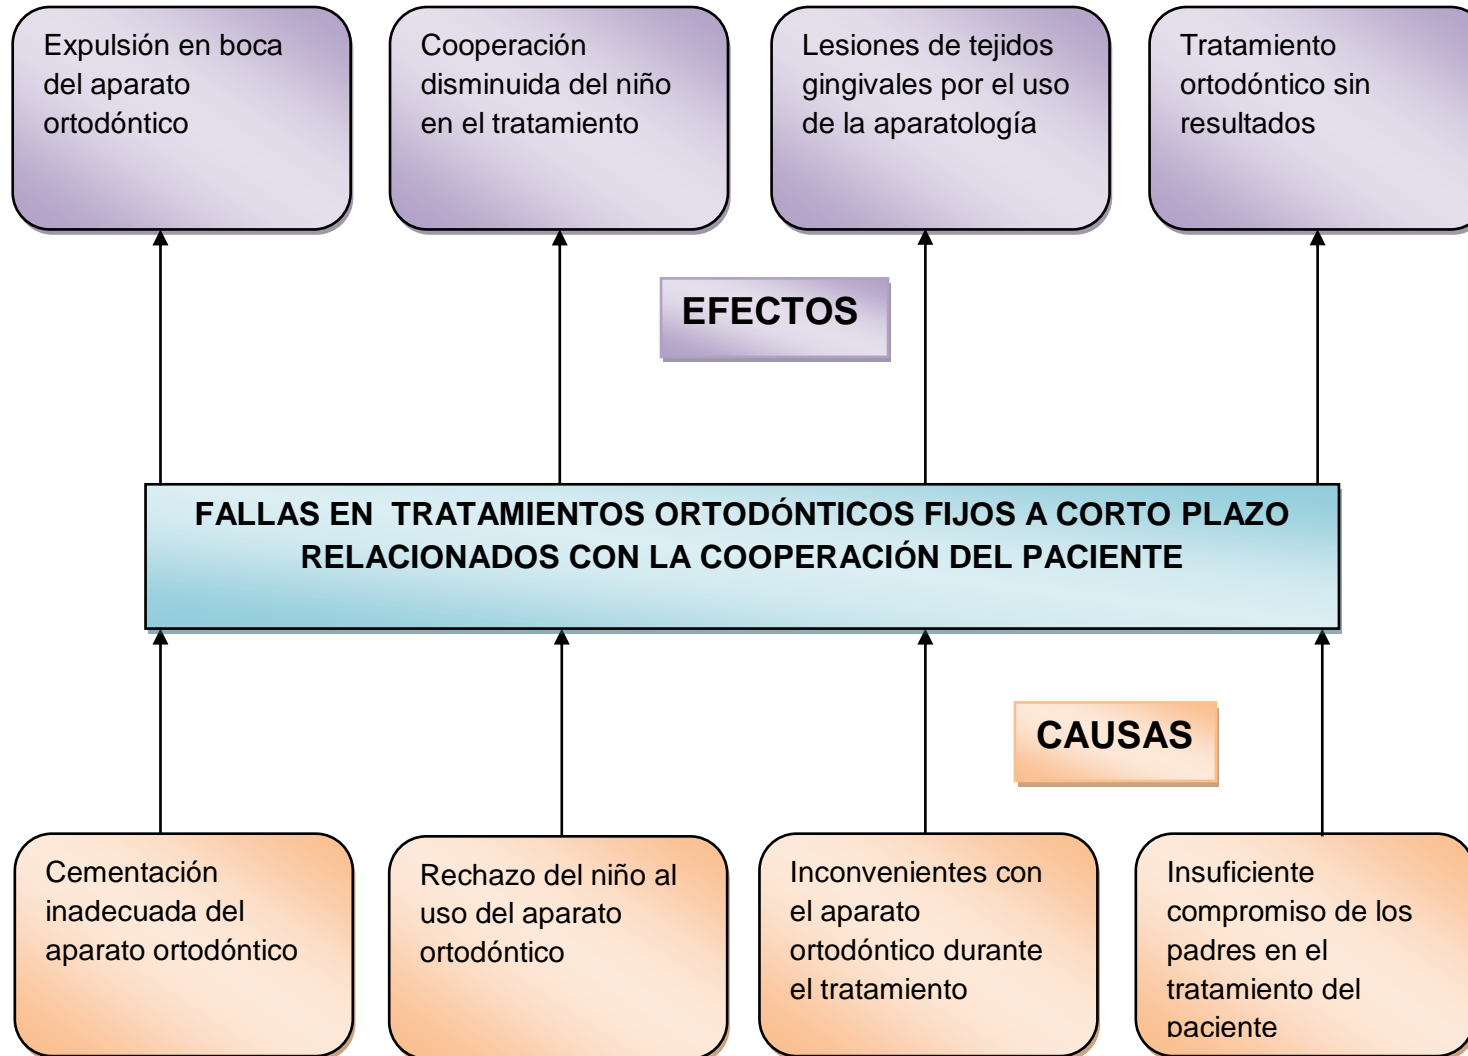 Expulsión en boca
del aparato
ortodóntico
Cooperación
disminuida del niño
en el tratamiento
Lesiones de tejidos
gingivales por el uso
de la aparatología
Tratamiento
ortodóntico sin
resultados
EFECTOS
FALLAS EN  TRATAMIENTOS ORTODÓNTICOS FIJOS A CORTO PLAZO
RELACIONADOS CON LA COOPERACIÓN DEL PACIENTE
CAUSAS
Cementación
inadecuada del
aparato ortodóntico
Rechazo del niño al
uso del aparato
ortodóntico
Inconvenientes con
el aparato
ortodóntico durante
el tratamiento
Insuficiente
compromiso de los
padres en el
tratamiento del
paciente